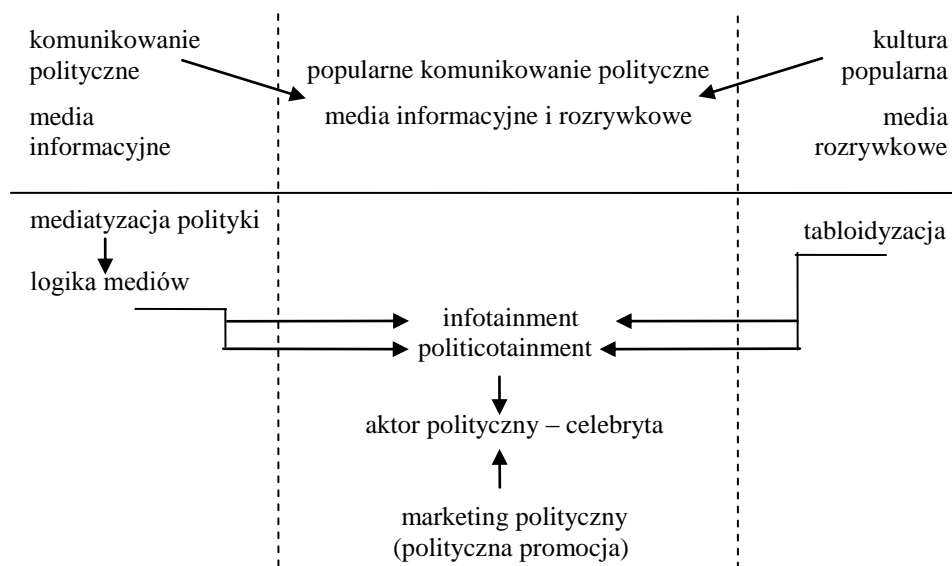 komunikowanie
polityczne
media
informacyjne
popularne komunikowanie polityczne
media informacyjne i rozrywkowe
kultura
popularna
media
rozrywkowe
mediatyzacja polityki
logika mediów
tabloidyzacja
infotainment
politicotainment
aktor polityczny – celebryta
marketing polityczny
(polityczna promocja)